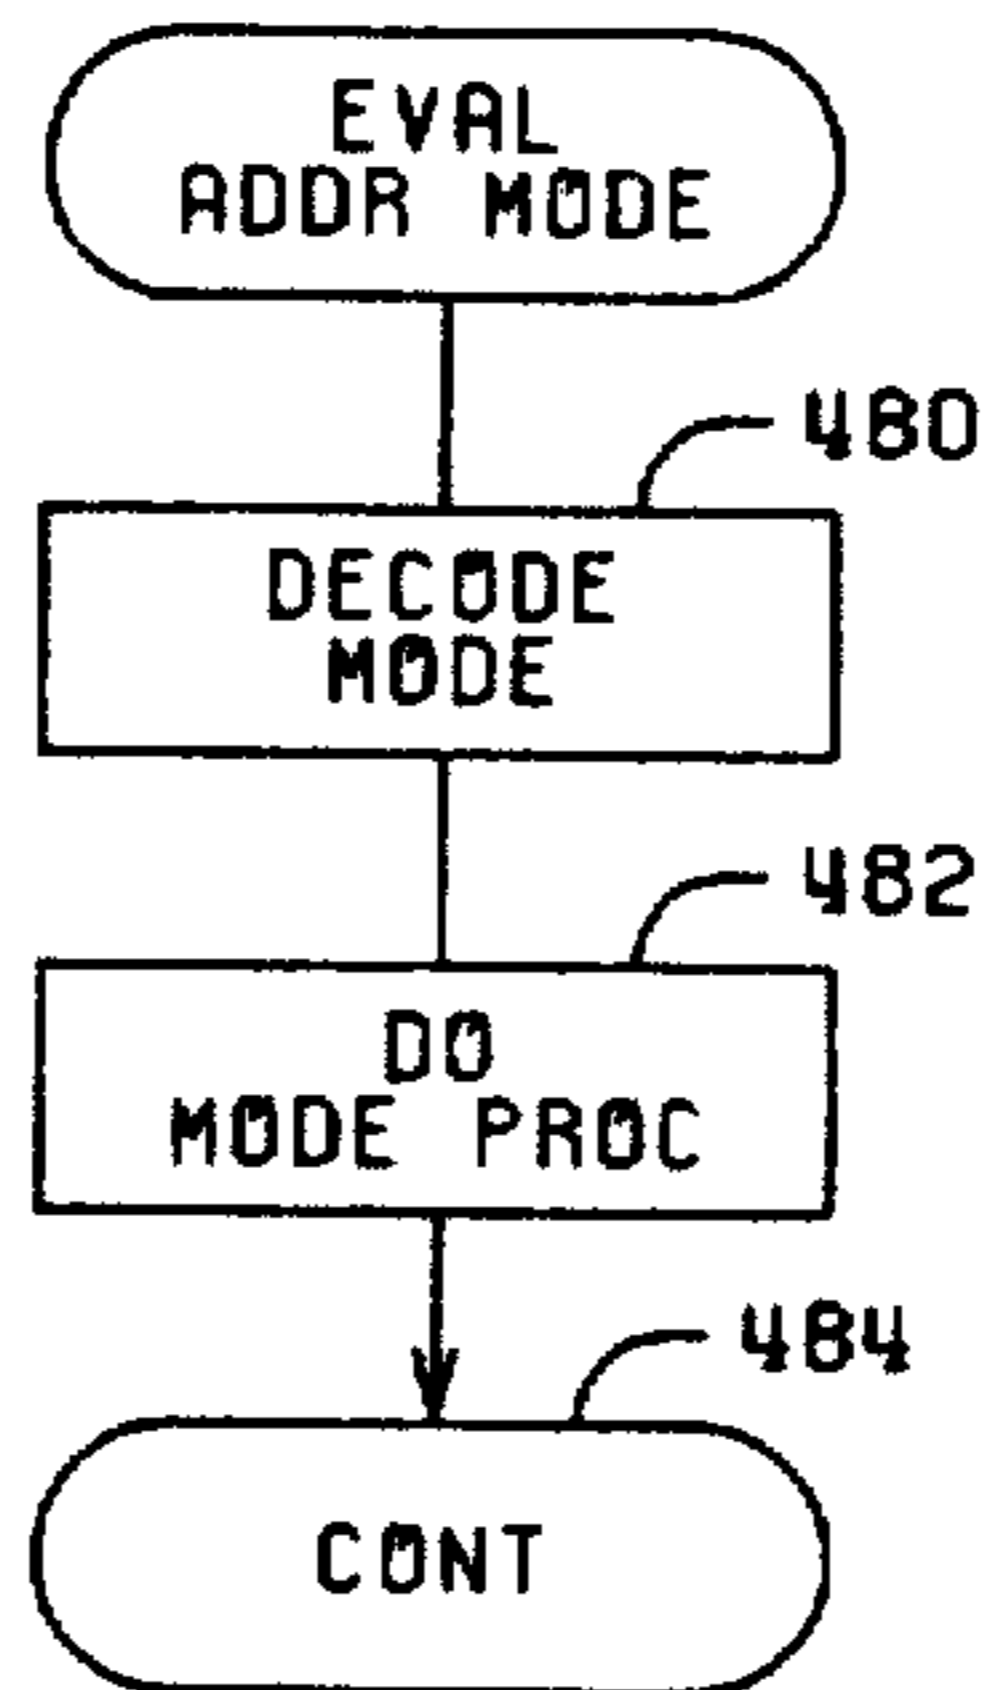 EVAL
ADDR MODE
480
DECODE
MODE
482
DO
MODE PROC
484
CONT